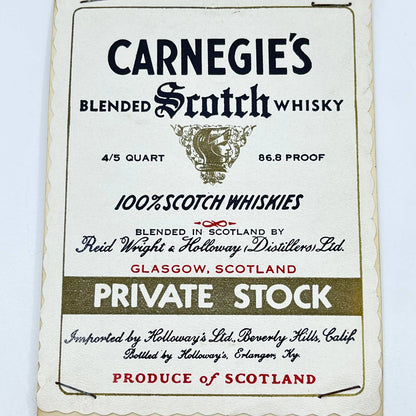 CARNEGIE'S
BLENDED Scotch WHISKY
4/5 QUART 86.8 PROOF
100% SCOTCH WHISKIES
BLENDED IN SCOTLAND BY
Reid Wright & Holloway (Distillers) Ltd.
GLASGOW, SCOTLAND
PRIVATE STOCK
Imported by Holloway's Ltd., Beverly Hills, Calif.
Bottled by Holloway's, Erlanger, Ky.
PRODUCE of SCOTLAND